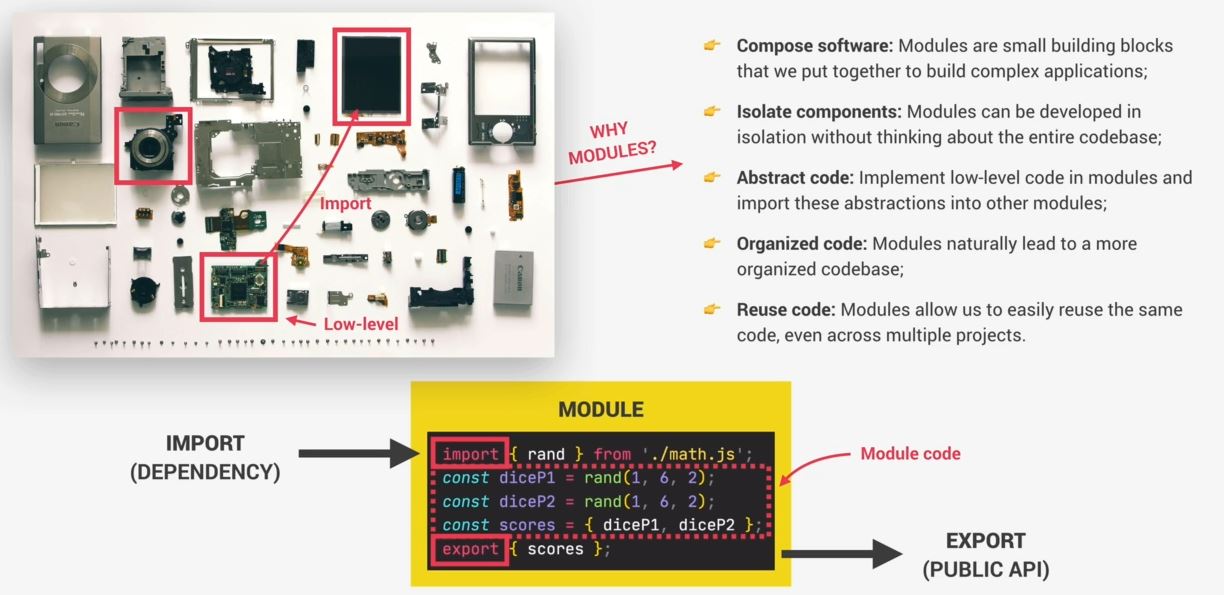 Import
Low-level
WHY
MODULES?
Compose software: Modules are small building blocks
that we put together to build complex applications;
Isolate components: Modules can be developed in
isolation without thinking about the entire codebase;
Abstract code: Implement low-level code in modules and
import these abstractions into other modules;
Organized code: Modules naturally lead to a more
organized codebase;
Reuse code: Modules allow us to easily reuse the same
code, even across multiple projects.
Canon
Canon
IMPORT
(DEPENDENCY)
MODULE
import { rand } from './math.js';
const diceP1 = rand(1, 6, 2);
const diceP2 = rand(1, 6, 2);
const scores = { diceP1, diceP2 };
export { scores };
Module code
EXPORT
(PUBLIC API)